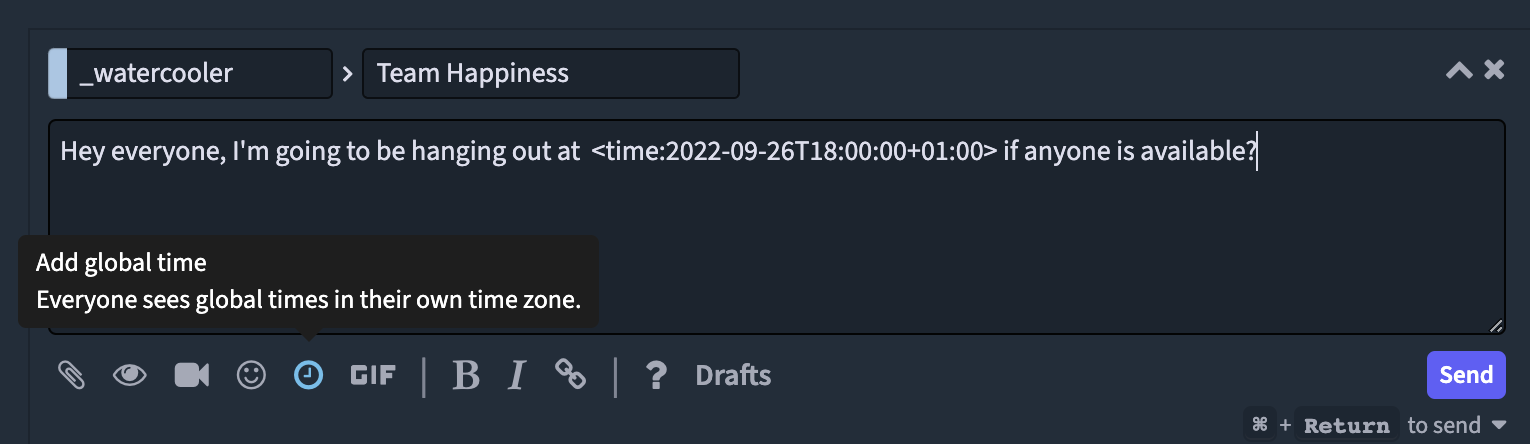 _watercooler > Team Happiness
Hey everyone, I'm going to be hanging out at  <time:2022-09-26T18:00:00+01:00> if anyone is available?
Add global time
Everyone sees global times in their own time zone.
GIF B I ? Drafts Send
⌘ + Return to send